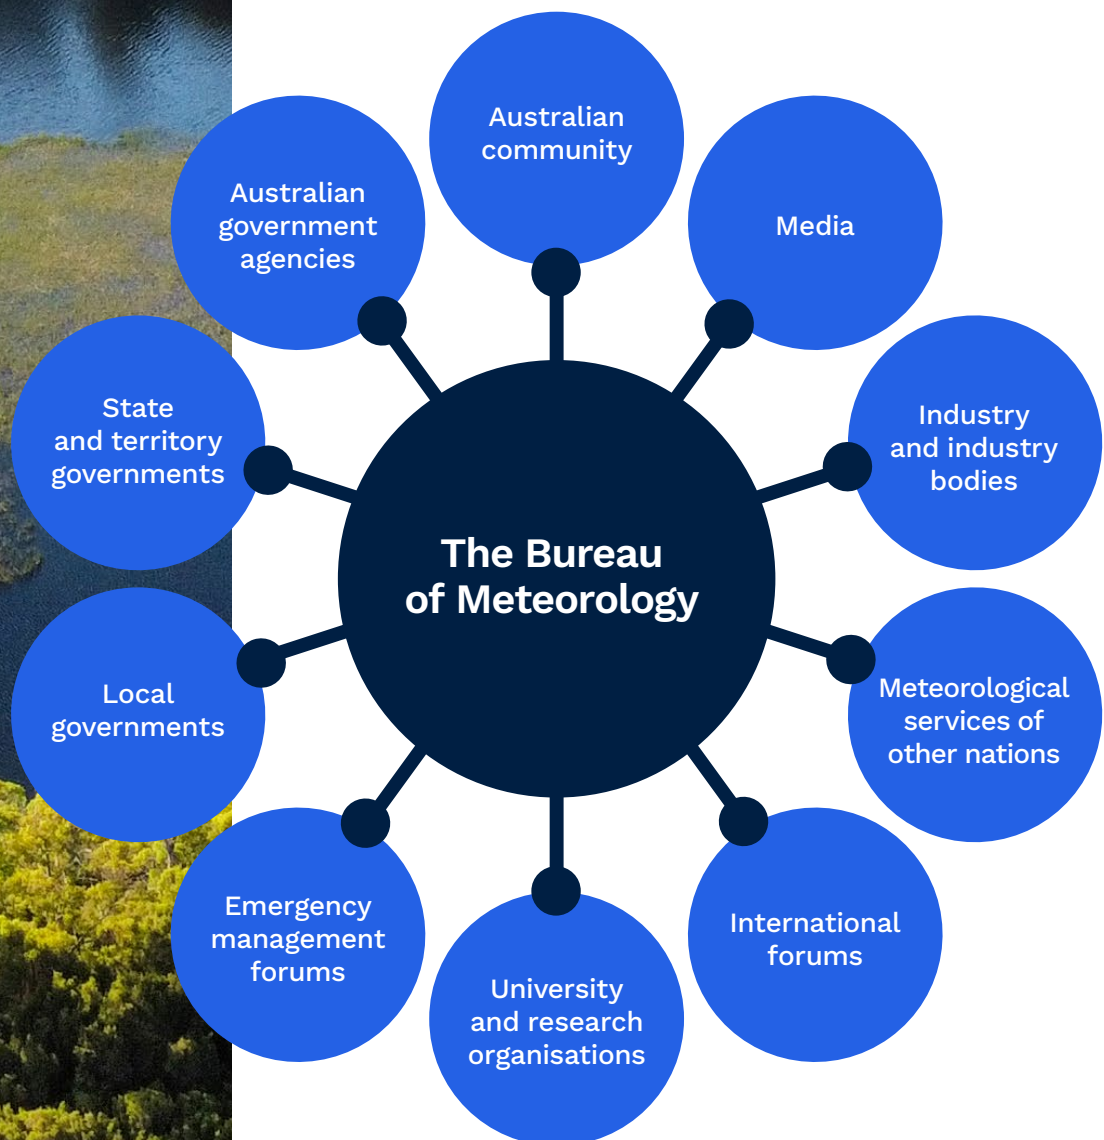 Australian
community
Australian
government
agencies
Media
State
and territory
governments
Industry
and industry
bodies
The Bureau
of Meteorology
Local
governments
Meteorological
services of
other nations
Emergency
management
forums
International
forums
University
and research
organisations